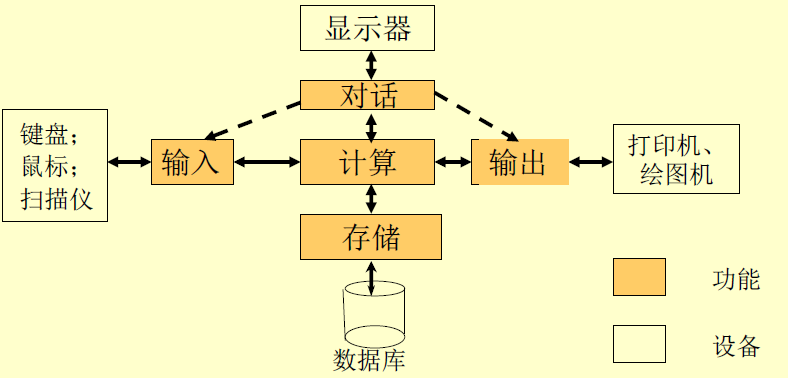 显示器
对话
键盘；
鼠标；
扫描仪
输入
计算
输出
打印机、
绘图机
存储
数据库
功能
设备